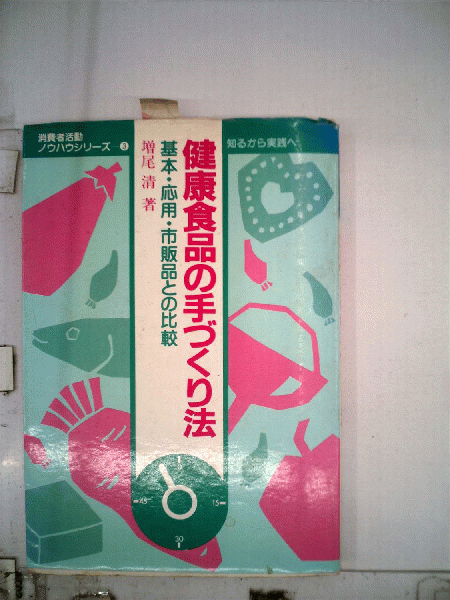 消費者活動
ノウハウシリーズ—③
知るから実践へ
健康食品の手づくり法
基本・応用・市販品との比較
増尾 清 著
45
15
30